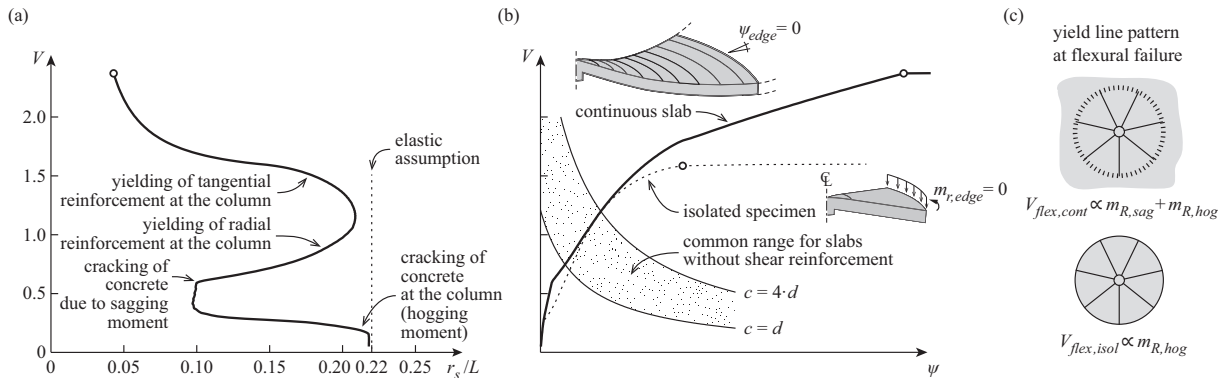 (a)
V
2.0
1.5
1.0
0.5
0
0
0.05
0.10
0.15
0.20
0.22
0.25
r_s/L
elastic
assumption
yielding of tangential
reinforcement at the column
yielding of radial
reinforcement at the column
cracking of
concrete
due to sagging
moment
cracking of
concrete
at the column
(hogging
moment)
(b)
V
ψ_edge = 0
continuous slab
isolated specimen
common range for slabs
without shear reinforcement
c = 4·d
c = d
℄
m_r,edge = 0
ψ
(c)
yield line pattern
at flexural failure
V_flex,cont ∝ m_R,sag + m_R,hog
V_flex,isol ∝ m_R,hog